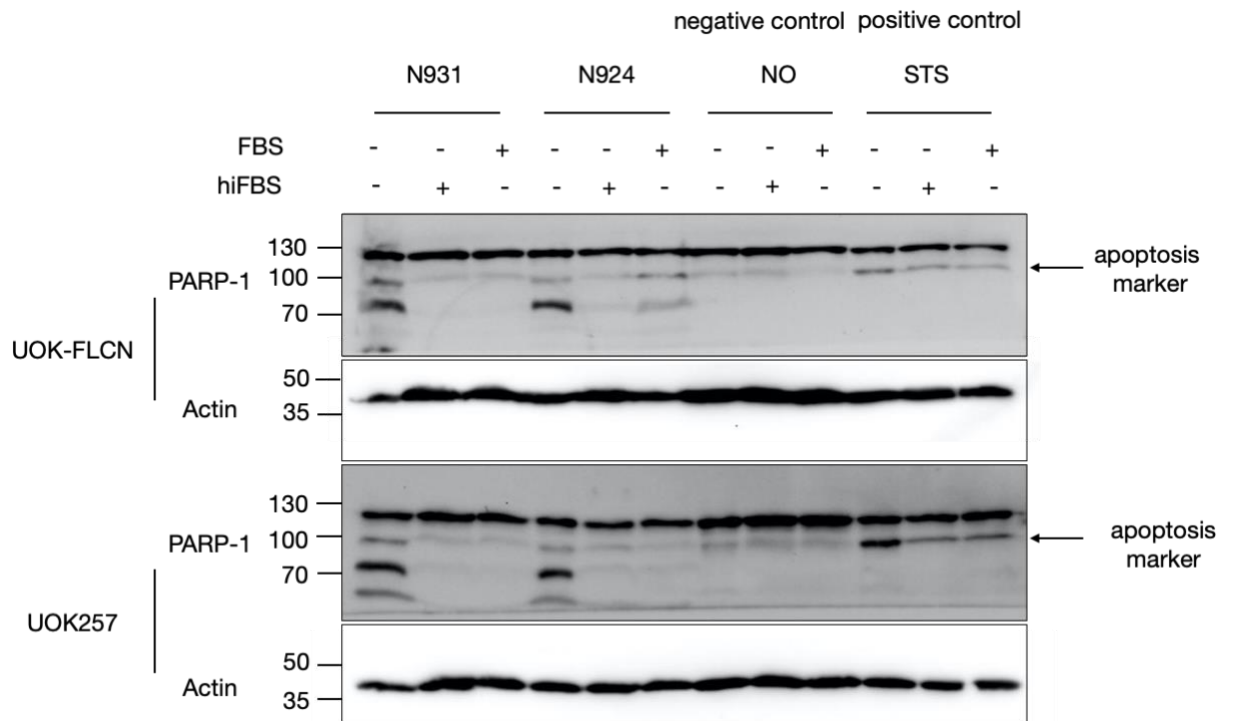 negative control positive control
N931 N924 NO STS
FBS - - + - - + - - + - - +
hiFBS - + - - + - - + - - + -
130
PARP-1 100
70
apoptosis
marker
UOK-FLCN
50
Actin 35
130
PARP-1 100
70
apoptosis
marker
UOK257
50
Actin 35